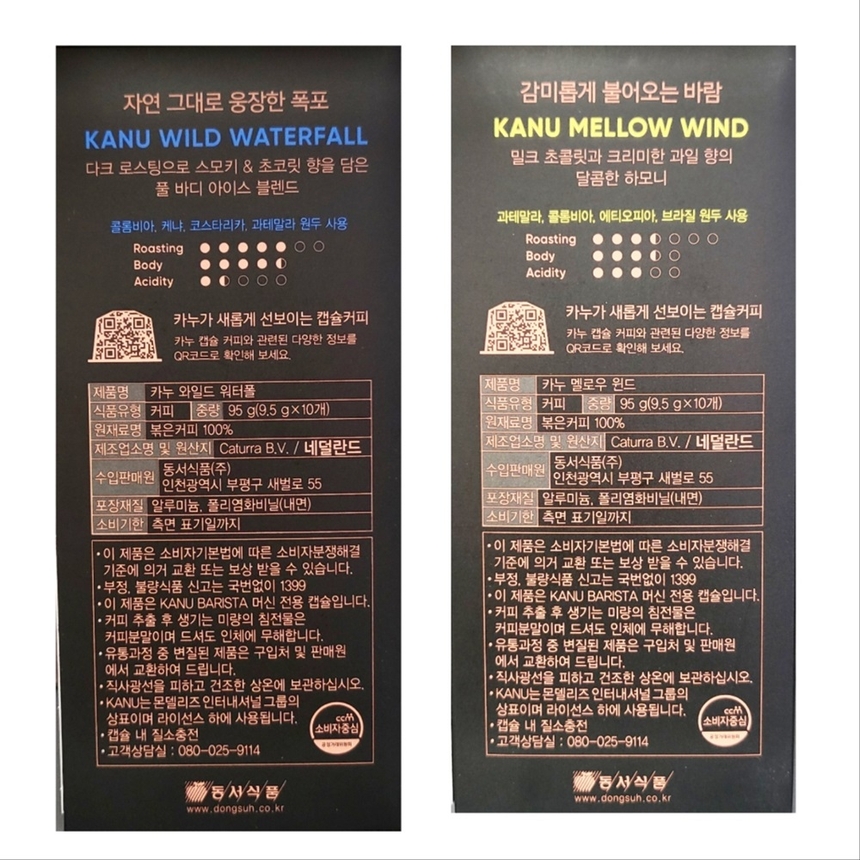 자연 그대로 웅장한 폭포
KANU WILD WATERFALL
다크 로스팅으로 스모키 & 초코릿 향을 담은
풀 바디 아이스 블렌드
콜롬비아, 케냐, 코스타리카, 과테말라 원두 사용
Roasting
Body
Acidity
카누가 새롭게 선보이는 캡슐커피
카누 캡슐 커피와 관련된 다양한 정보를
QR코드로 확인해 보세요.
제품명 카누 와일드 워터폴
식품유형 커피 중량 95 g(9.5 g×10개)
원재료명 볶은커피 100%
제조업소명 및 원산지 Caturra B.V. / 네덜란드
수입판매원 동서식품(주)
인천광역시 부평구 새벌로 55
포장재질 알루미늄, 폴리염화비닐(내면)
소비기한 측면 표기일까지
• 이 제품은 소비자기본법에 따른 소비자분쟁해결
기준에 의거 교환 또는 보상 받을 수 있습니다.
• 부정, 불량식품 신고는 국번없이 1399
• 이 제품은 KANU BARISTA 머신 전용 캡슐입니다.
• 커피 추출 후 생기는 미량의 침전물은
커피분말이며 드셔도 인체에 무해합니다.
• 유통과정 중 변질된 제품은 구입처 및 판매원
에서 교환하여 드립니다.
• 직사광선을 피하고 건조한 상온에 보관하십시오.
• KANU는 몬델리즈 인터내셔널 그룹의
상표이며 라이선스 하에 사용됩니다.
• 캡슐 내 질소충전
• 고객상담실 : 080-025-9114
ccm
소비자중심
동서식품
www.dongsuh.co.kr
감미롭게 불어오는 바람
KANU MELLOW WIND
밀크 초콜릿과 크리미한 과일 향의
달콤한 하모니
과테말라, 콜롬비아, 에티오피아, 브라질 원두 사용
Roasting
Body
Acidity
카누가 새롭게 선보이는 캡슐커피
카누 캡슐 커피와 관련된 다양한 정보를
QR코드로 확인해 보세요.
제품명 카누 멜로우 윈드
식품유형 커피 중량 95 g(9.5 g×10개)
원재료명 볶은커피 100%
제조업소명 및 원산지 Caturra B.V. / 네덜란드
수입판매원 동서식품(주)
인천광역시 부평구 새벌로 55
포장재질 알루미늄, 폴리염화비닐(내면)
소비기한 측면 표기일까지
• 이 제품은 소비자기본법에 따른 소비자분쟁해결
기준에 의거 교환 또는 보상 받을 수 있습니다.
• 부정, 불량식품 신고는 국번없이 1399
• 이 제품은 KANU BARISTA 머신 전용 캡슐입니다.
• 커피 추출 후 생기는 미량의 침전물은
커피분말이며 드셔도 인체에 무해합니다.
• 유통과정 중 변질된 제품은 구입처 및 판매원
에서 교환하여 드립니다.
• 직사광선을 피하고 건조한 상온에 보관하십시오.
• KANU는 몬델리즈 인터내셔널 그룹의
상표이며 라이선스 하에 사용됩니다.
• 캡슐 내 질소충전
• 고객상담실 : 080-025-9114
ccm
소비자중심
동서식품
www.dongsuh.co.kr